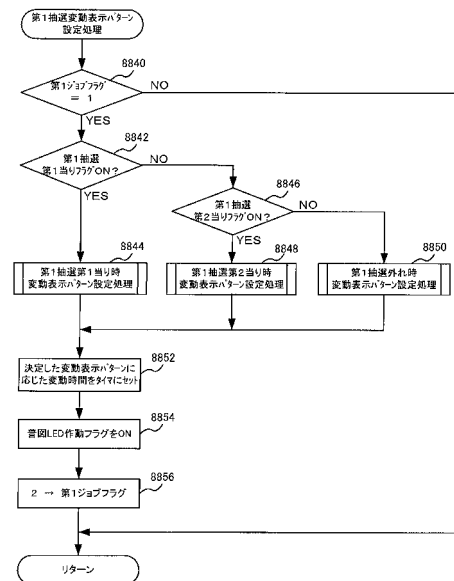 第1抽選変動表示パターン
設定処理
8840
第1ジョブフラグ
= 1
NO
YES
8842
第1抽選
第1当りフラグON?
NO
YES
8846
第1抽選
第2当りフラグON?
NO
YES
8844
第1抽選第1当り時
変動表示パターン設定処理
8848
第1抽選第2当り時
変動表示パターン設定処理
8850
第1抽選外れ時
変動表示パターン設定処理
8852
決定した変動表示パターンに
応じた変動時間をタイマにセット
8854
普図LED作動フラグをON
8856
2 → 第1ジョブフラグ
リターン